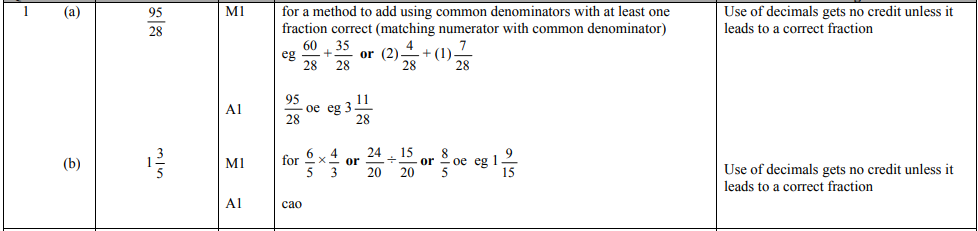 1 (a) 95/28 M1 for a method to add using common denominators with at least one Use of decimals gets no credit unless it
fraction correct (matching numerator with common denominator) leads to a correct fraction
eg 60/28 + 35/28 or (2) 4/28 + (1) 7/28
A1 95/28 oe eg 3 11/28
(b) 1 3/5 M1 for 6/5 × 4/3 or 24/20 ÷ 15/20 or 8/5 oe eg 1 9/15 Use of decimals gets no credit unless it
leads to a correct fraction
A1 cao